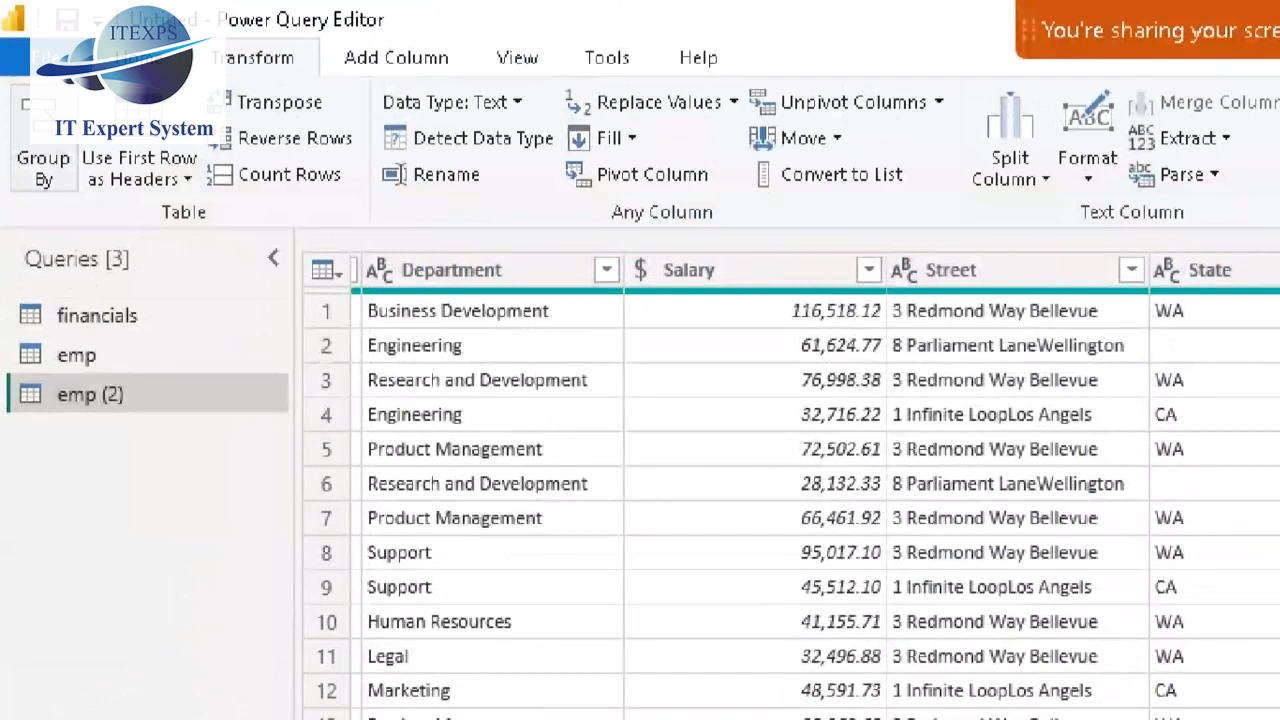 Untitled - Power Query Editor
You're sharing your scre
ITEXPS
IT Expert System
File Home Transform Add Column View Tools Help
Transpose
Reverse Rows
Count Rows
Group By
Use First Row as Headers
Data Type: Text
Detect Data Type
Rename
Replace Values
Fill
Pivot Column
Unpivot Columns
Move
Convert to List
Split Column
Format
Merge Column
Extract
Parse
Table
Any Column
Text Column
Queries [3]
financials
emp
emp (2)
Department Salary Street State
1 Business Development 116,518.12 3 Redmond Way Bellevue WA
2 Engineering 61,624.77 8 Parliament LaneWellington
3 Research and Development 76,998.38 3 Redmond Way Bellevue WA
4 Engineering 32,716.22 1 Infinite LoopLos Angels CA
5 Product Management 72,502.61 3 Redmond Way Bellevue WA
6 Research and Development 28,132.33 8 Parliament LaneWellington
7 Product Management 66,461.92 3 Redmond Way Bellevue WA
8 Support 95,017.10 3 Redmond Way Bellevue WA
9 Support 45,512.10 1 Infinite LoopLos Angels CA
10 Human Resources 41,155.71 3 Redmond Way Bellevue WA
11 Legal 32,496.88 3 Redmond Way Bellevue WA
12 Marketing 48,591.73 1 Infinite LoopLos Angels CA